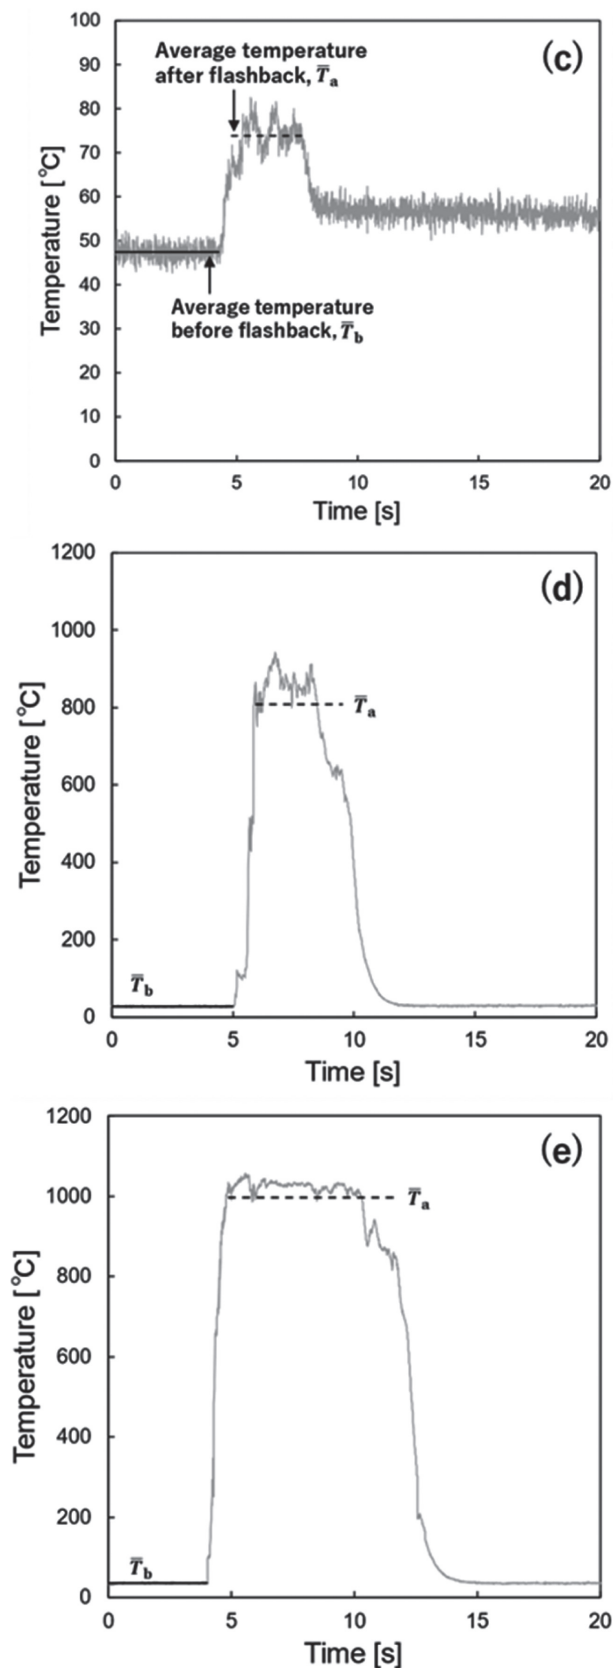 100
90
80
70
60
50
40
30
20
10
0
Temperature [℃]
(c)
Average temperature
after flashback, T̅a
Average temperature
before flashback, T̅b
0 5 10 15 20
Time [s]
1200
1000
800
600
400
200
0
Temperature [℃]
(d)
T̅a
T̅b
0 5 10 15 20
Time [s]
1200
1000
800
600
400
200
0
Temperature [℃]
(e)
T̅a
T̅b
0 5 10 15 20
Time [s]